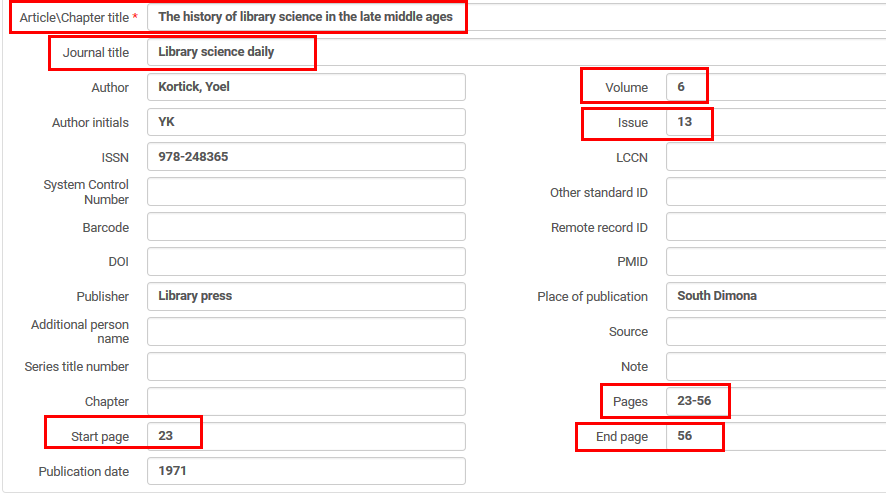 Article\Chapter title * The history of library science in the late middle ages
Journal title Library science daily
Author Kortick, Yoel Volume 6
Author initials YK Issue 13
ISSN 978-248365 LCCN
System Control
Number Other standard ID
Barcode Remote record ID
DOI PMID
Publisher Library press Place of publication South Dimona
Additional person
name Source
Series title number Note
Chapter Pages 23-56
Start page 23 End page 56
Publication date 1971